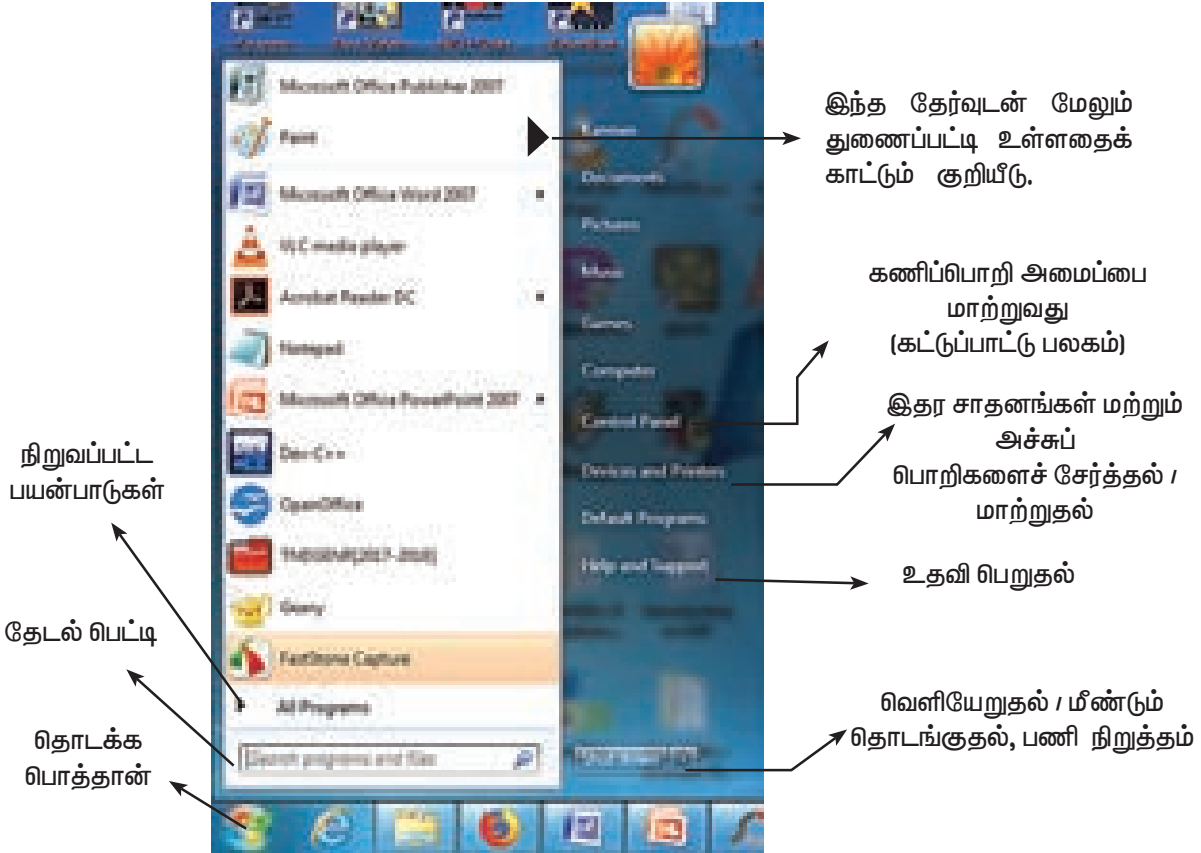 Microsoft Office Publisher 2007
Paint
Microsoft Office Word 2007
VLC media player
Acrobat Reader DC
Notepad
Microsoft Office PowerPoint 2007
Dev-C++
OpenOffice
Geany
FastStone Capture
All Programs
Search programs and files
Documents
Pictures
Music
Games
Computer
Control Panel
Devices and Printers
Default Programs
Help and Support
இந்த தேர்வுடன் மேலும்
துணைப்பட்டி உள்ளதைக்
காட்டும் குறியீடு.
கணிப்பொறி அமைப்பை
மாற்றுவது
(கட்டுப்பாட்டு பலகம்)
இதர சாதனங்கள் மற்றும்
அச்சுப்
பொறிகளைச் சேர்த்தல் /
மாற்றுதல்
உதவி பெறுதல்
வெளியேறுதல் / மீண்டும்
தொடங்குதல், பணி நிறுத்தம்
நிறுவப்பட்ட
பயன்பாடுகள்
தேடல் பெட்டி
தொடக்க
பொத்தான்